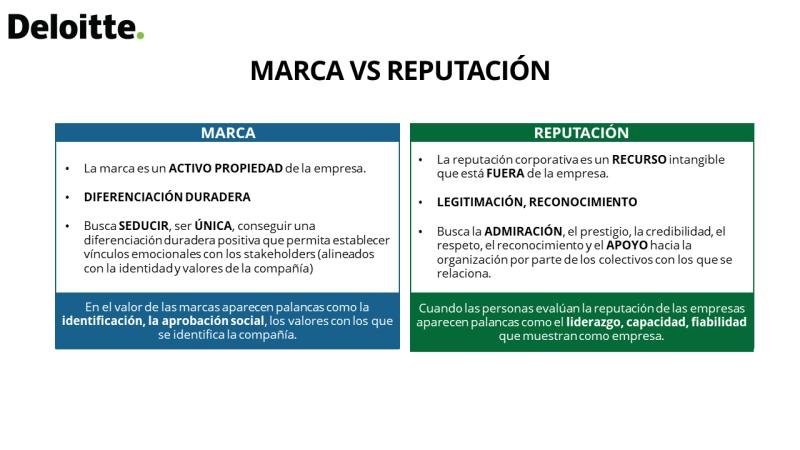 Deloitte.
MARCA VS REPUTACIÓN
MARCA
• La marca es un ACTIVO PROPIEDAD de la empresa.
• DIFERENCIACIÓN DURADERA
• Busca SEDUCIR, ser ÚNICA, conseguir una
diferenciación duradera positiva que permita establecer
vínculos emocionales con los stakeholders (alineados
con la identidad y valores de la compañía)
En el valor de las marcas aparecen palancas como la
identificación, la aprobación social, los valores con los que
se identifica la compañía.
REPUTACIÓN
• La reputación corporativa es un RECURSO intangible
que está FUERA de la empresa.
• LEGITIMACIÓN, RECONOCIMIENTO
• Busca la ADMIRACIÓN, el prestigio, la credibilidad, el
respeto, el reconocimiento y el APOYO hacia la
organización por parte de los colectivos con los que se
relaciona.
Cuando las personas evalúan la reputación de las empresas
aparecen palancas como el liderazgo, capacidad, fiabilidad
que muestran como empresa.